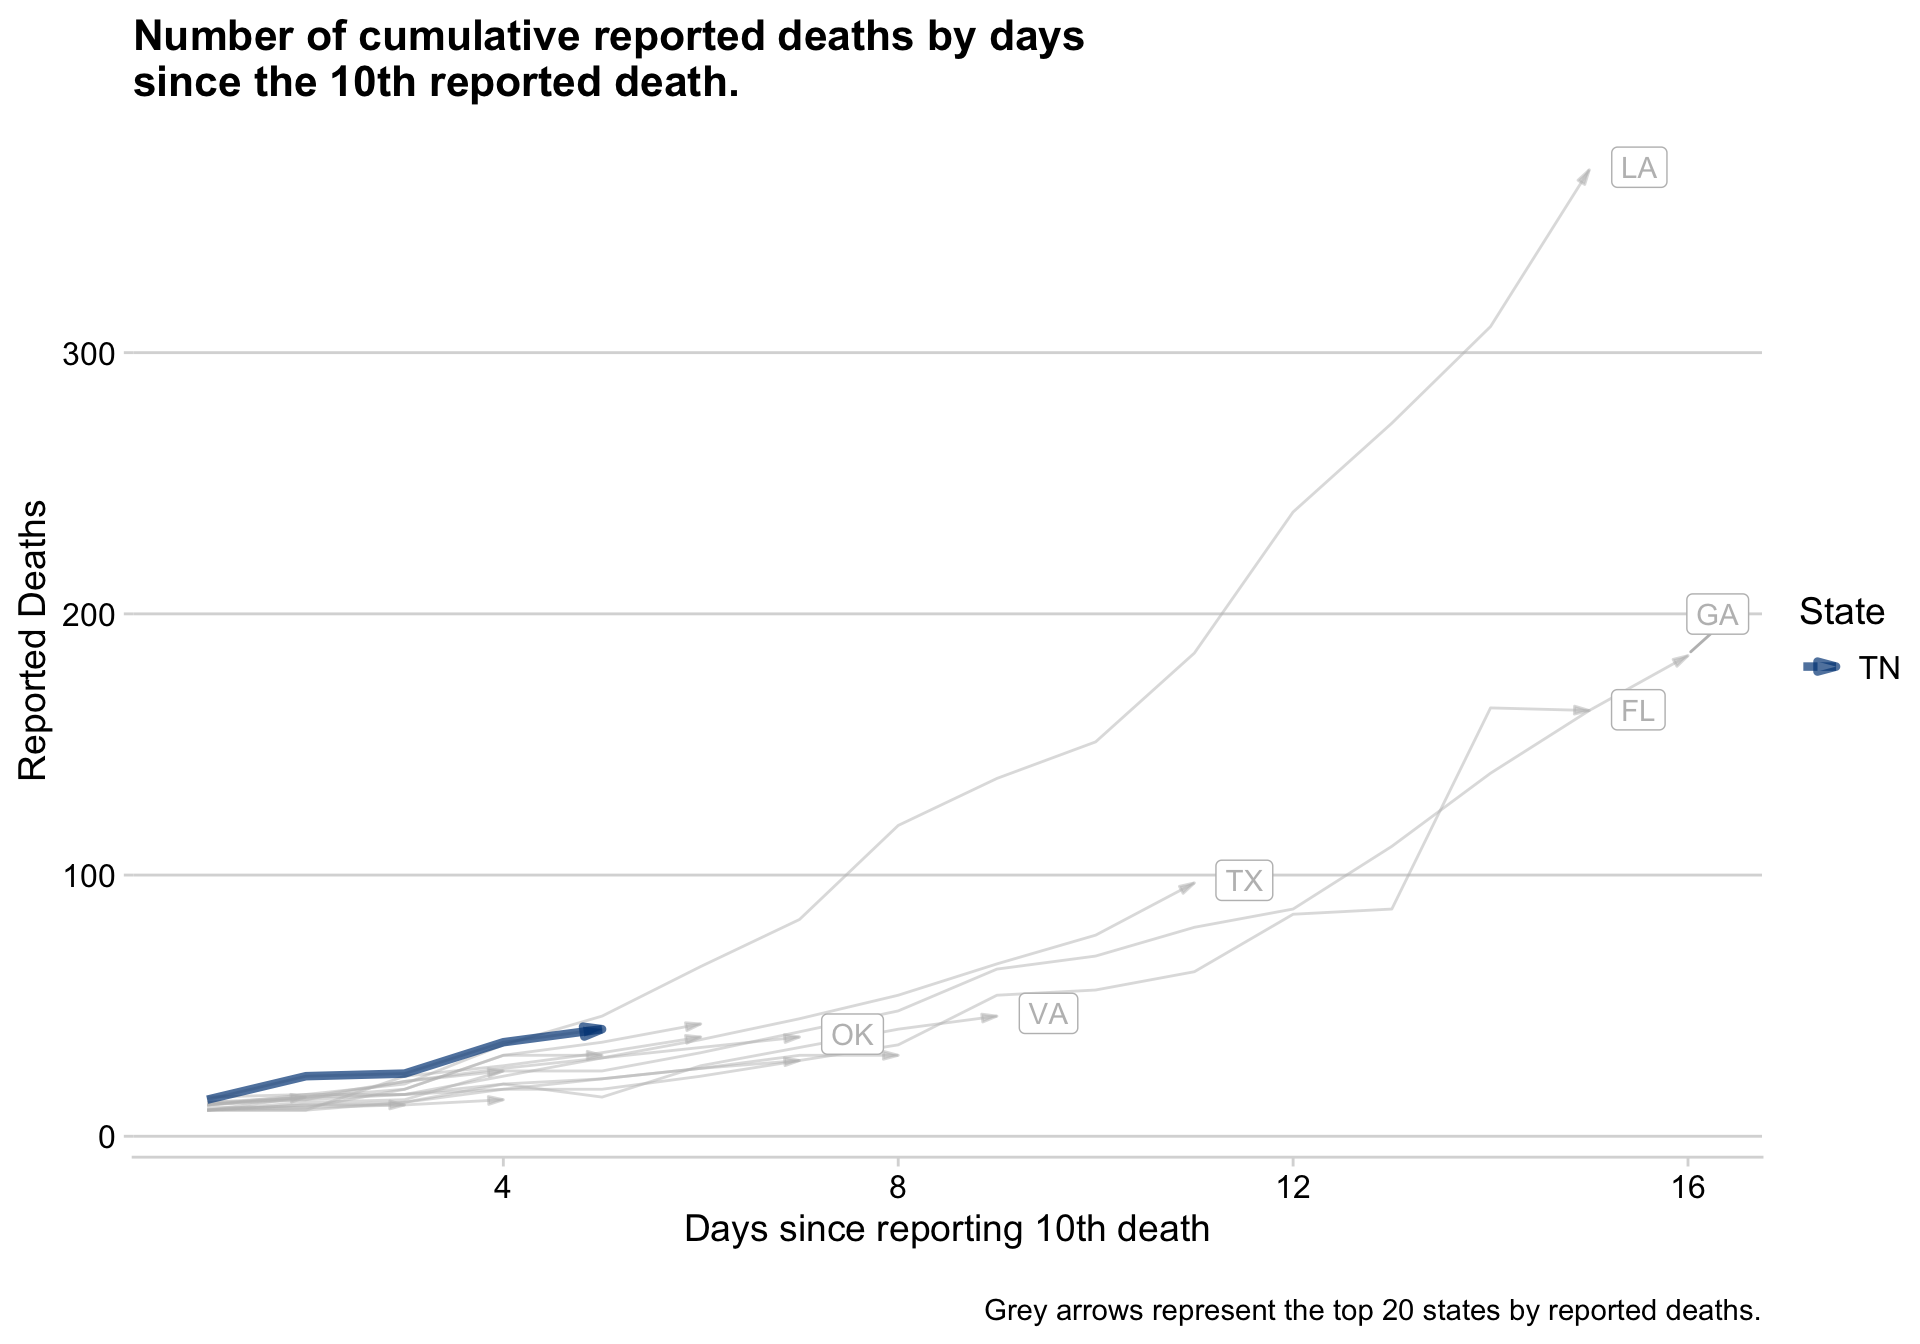 Number of cumulative reported deaths by days
since the 10th reported death.
LA
300
GA
200
State
TN
FL
Reported Deaths
TX
100
VA
OK
0
4
8
12
16
Days since reporting 10th death
Grey arrows represent the top 20 states by reported deaths.